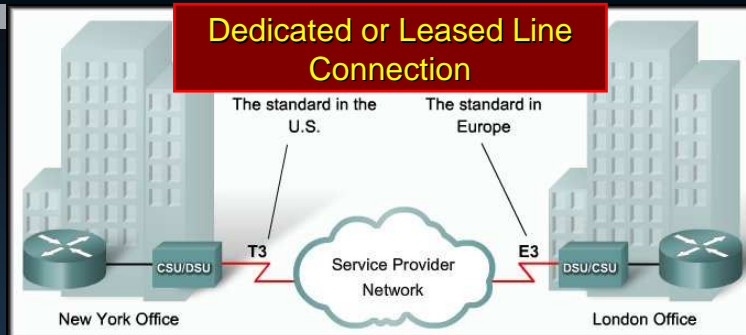 Dedicated or Leased Line
Connection
The standard in the
U.S.
The standard in
Europe
T3
E3
CSU/DSU
Service Provider
Network
DSU/CSU
New York Office
London Office